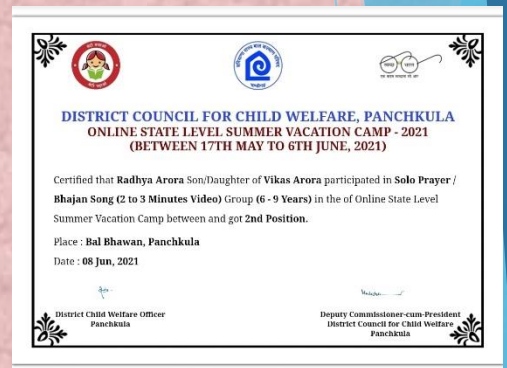 DISTRICT COUNCIL FOR CHILD WELFARE, PANCHKULA
ONLINE STATE LEVEL SUMMER VACATION CAMP - 2021
(BETWEEN 17TH MAY TO 6TH JUNE, 2021)
Certified that Radhya Arora Son/Daughter of Vikas Arora participated in Solo Prayer /
Bhajan Song (2 to 3 Minutes Video) Group (6 - 9 Years) in the of Online State Level
Summer Vacation Camp between and got 2nd Position.
Place : Bal Bhawan, Panchkula
Date : 08 Jun, 2021
District Child Welfare Officer
Panchkula
Deputy Commissioner-cum-President
District Council for Child Welfare
Panchkula